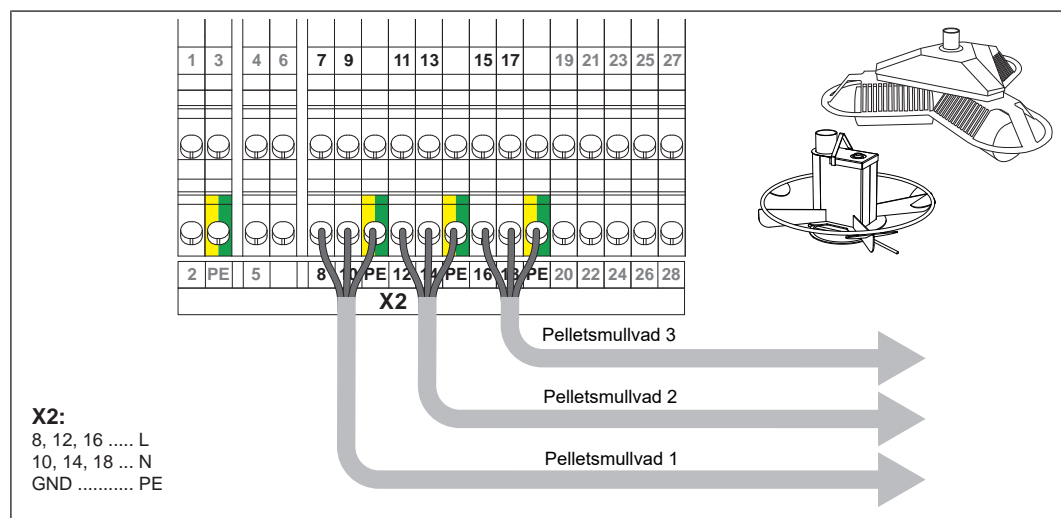 1 3 4 6 7 9 11 13 15 17 19 21 23 25 27
2 PE 5 8 10 PE 12 14 PE 16 18 PE 20 22 24 26 28
X2
Pelletsmullvad 3
Pelletsmullvad 2
Pelletsmullvad 1
X2:
8, 12, 16 ..... L
10, 14, 18 ... N
GND ........... PE